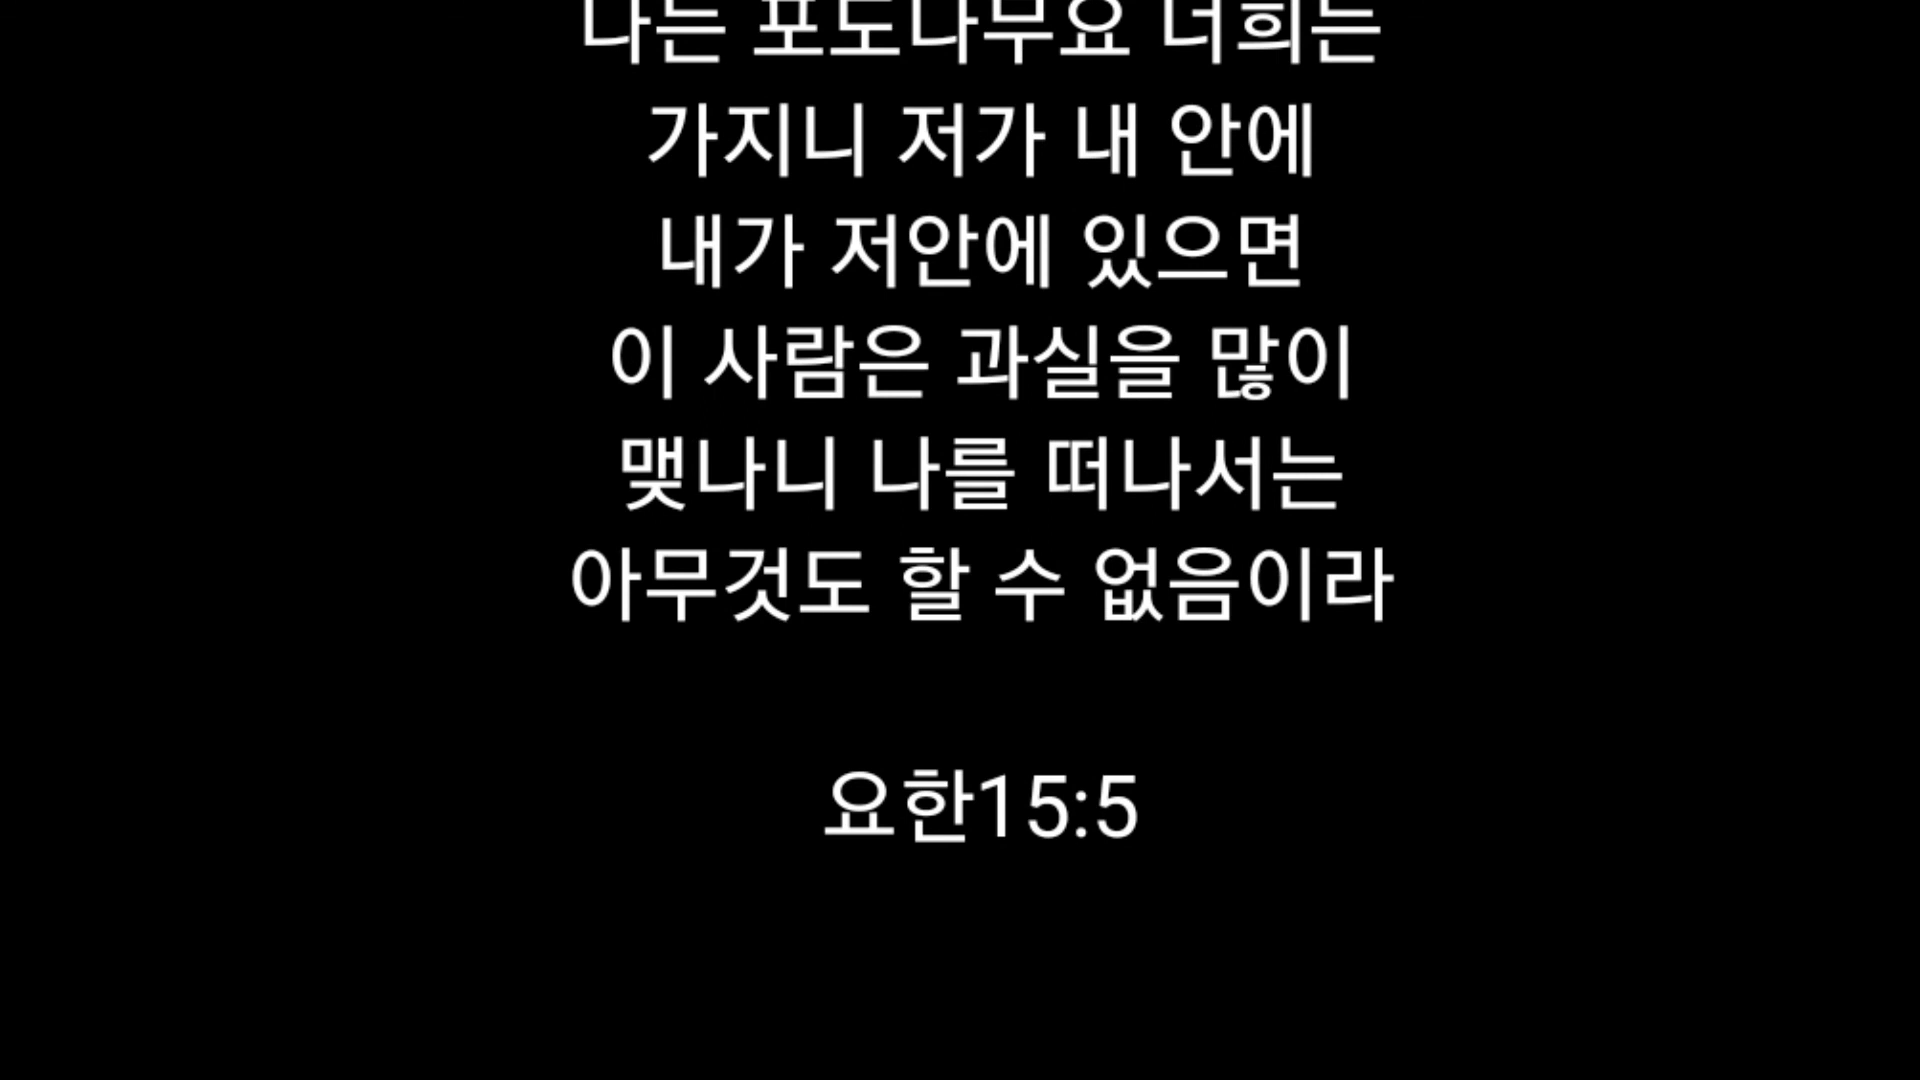 나는 포도나무요 너희는
가지니 저가 내 안에
내가 저안에 있으면
이 사람은 과실을 많이
맺나니 나를 떠나서는
아무것도 할 수 없음이라
요한15:5